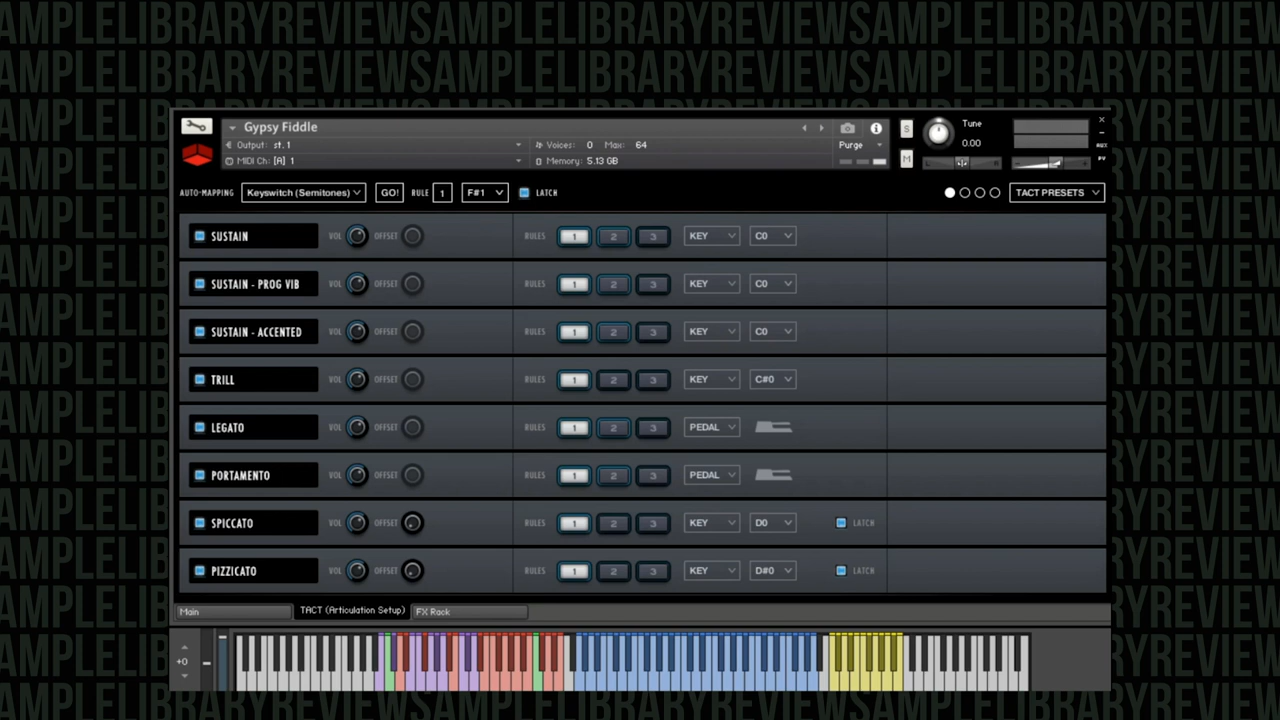 AMPLELIBRARYREVIEWSAMPLELIBRARYREVIEWSAMPLELIBRARYREVIEW
Gypsy Fiddle
Output: st.1 Voices: 0 Max: 64 Purge
MIDI Ch: [A] 1 Memory: 5.13 GB
S M Tune 0.00 L R
AUX
PV
AUTO-MAPPING Keyswitch (Semitones) GO! RULE 1 F#1 LATCH TACT PRESETS
SUSTAIN VOL OFFSET RULES 1 2 3 KEY C0
SUSTAIN - PROG VIB VOL OFFSET RULES 1 2 3 KEY C0
SUSTAIN - ACCENTED VOL OFFSET RULES 1 2 3 KEY C0
TRILL VOL OFFSET RULES 1 2 3 KEY C#0
LEGATO VOL OFFSET RULES 1 2 3 PEDAL
PORTAMENTO VOL OFFSET RULES 1 2 3 PEDAL
SPICCATO VOL OFFSET RULES 1 2 3 KEY D0 LATCH
PIZZICATO VOL OFFSET RULES 1 2 3 KEY D#0 LATCH
Main TACT (Articulation Setup) FX Rack
+0